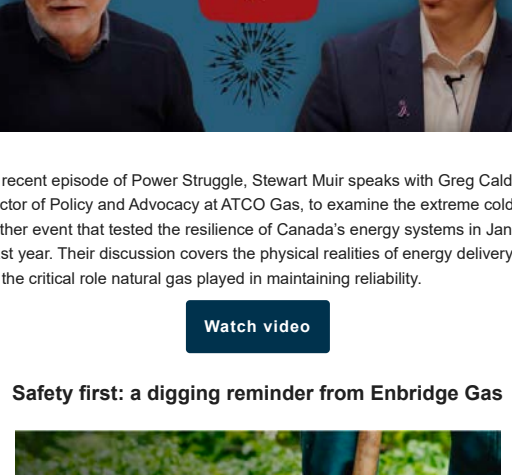 recent episode of Power Struggle, Stewart Muir speaks with Greg Cald
ctor of Policy and Advocacy at ATCO Gas, to examine the extreme cold
ther event that tested the resilience of Canada’s energy systems in Jan
st year. Their discussion covers the physical realities of energy delivery
the critical role natural gas played in maintaining reliability.
Watch video
Safety first: a digging reminder from Enbridge Gas